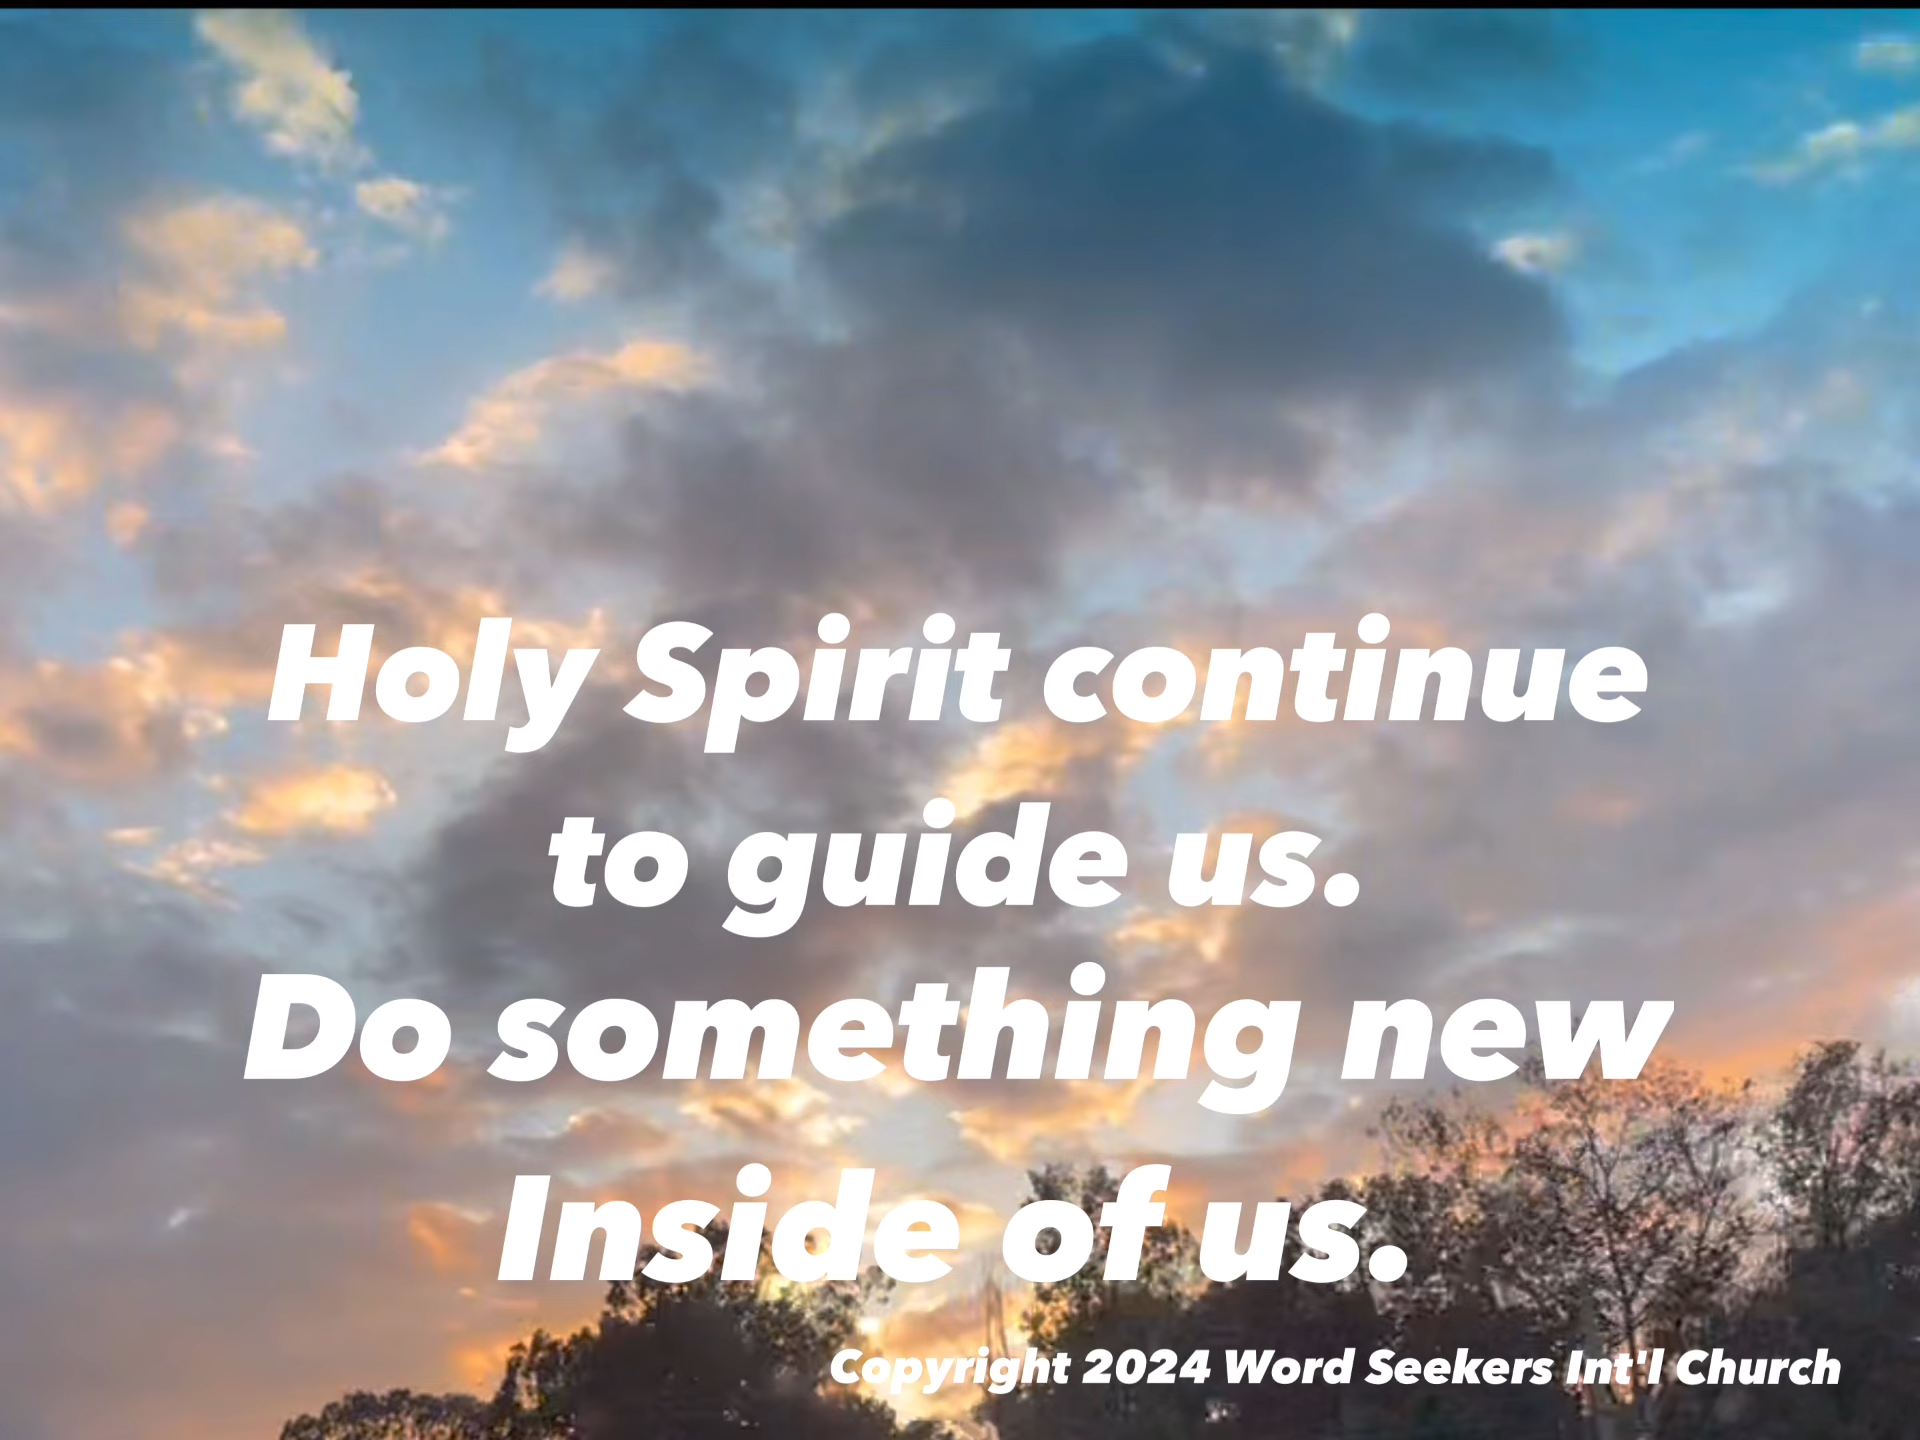 Holy Spirit continue
to guide us.
Do something new
Inside of us.
Copyright 2024 Word Seekers Int'l Church